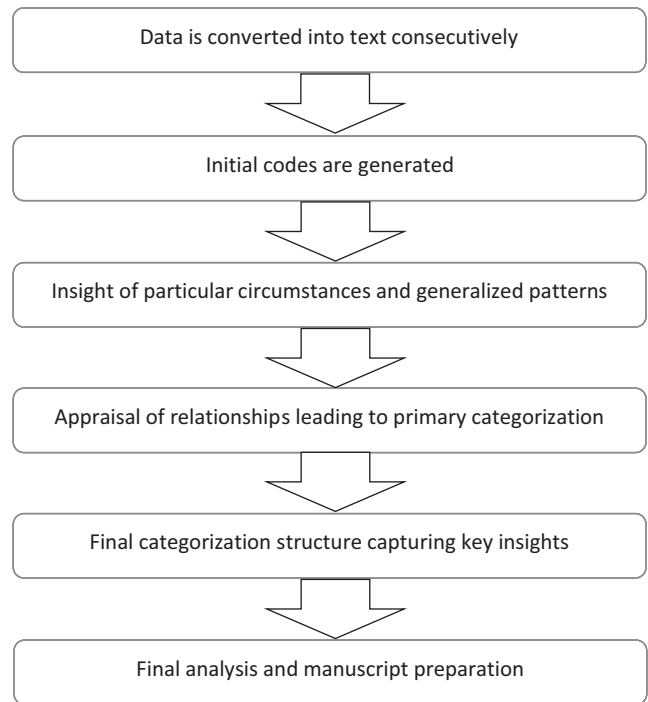 Data is converted into text consecutively
Initial codes are generated
Insight of particular circumstances and generalized patterns
Appraisal of relationships leading to primary categorization
Final categorization structure capturing key insights
Final analysis and manuscript preparation